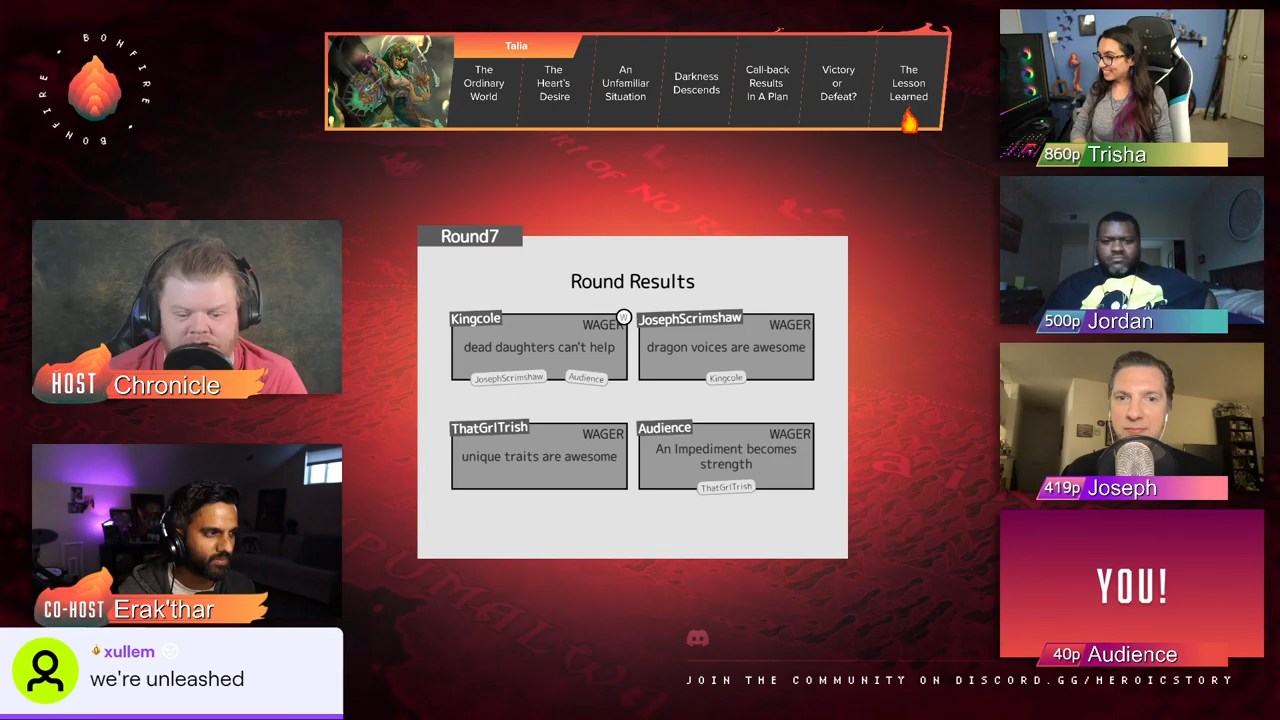 BONFIRE
BONFIRE
Talia
The
Ordinary
World
The
Heart's
Desire
An
Unfamiliar
Situation
Darkness
Descends
Call-back
Results
In A Plan
Victory
or
Defeat?
The
Lesson
Learned
860p Trisha
500p Jordan
419p Joseph
YOU!
40p Audience
HOST Chronicle
CO-HOST Erak'thar
xullem
we're unleashed
Round7
Round Results
Kingcole
WAGER
W
dead daughters can't help
JosephScrimshaw
Audience
JosephScrimshaw
WAGER
dragon voices are awesome
Kingcole
ThatGrlTrish
WAGER
unique traits are awesome
Audience
WAGER
An Impediment becomes
strength
ThatGrlTrish
JOIN THE COMMUNITY ON DISCORD.GG/HEROICSTORY